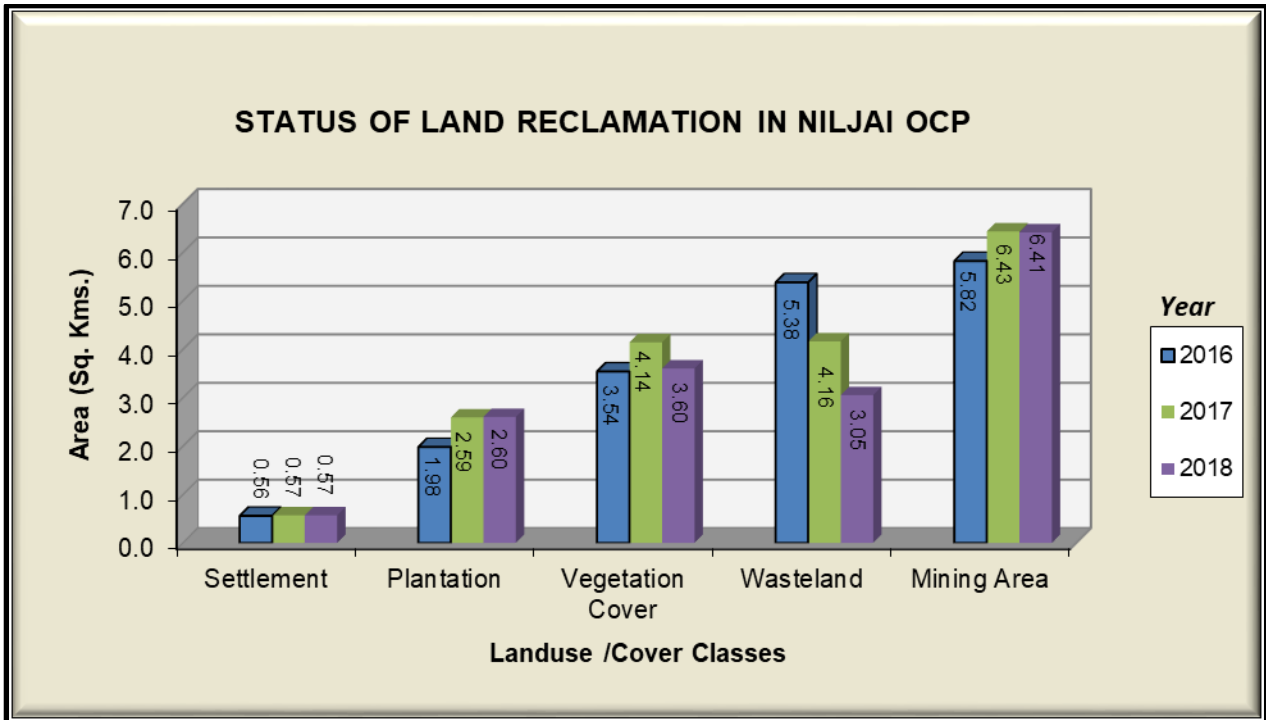 STATUS OF LAND RECLAMATION IN NILJAI OCP
Area (Sq. Kms.)
7.0
6.0
5.0
4.0
3.0
2.0
1.0
0.0
0.56
0.57
0.57
1.98
2.59
2.60
3.54
4.14
3.60
5.38
4.16
3.05
5.82
6.43
6.41
Settlement
Plantation
Vegetation
Cover
Wasteland
Mining Area
Landuse /Cover Classes
Year
2016
2017
2018